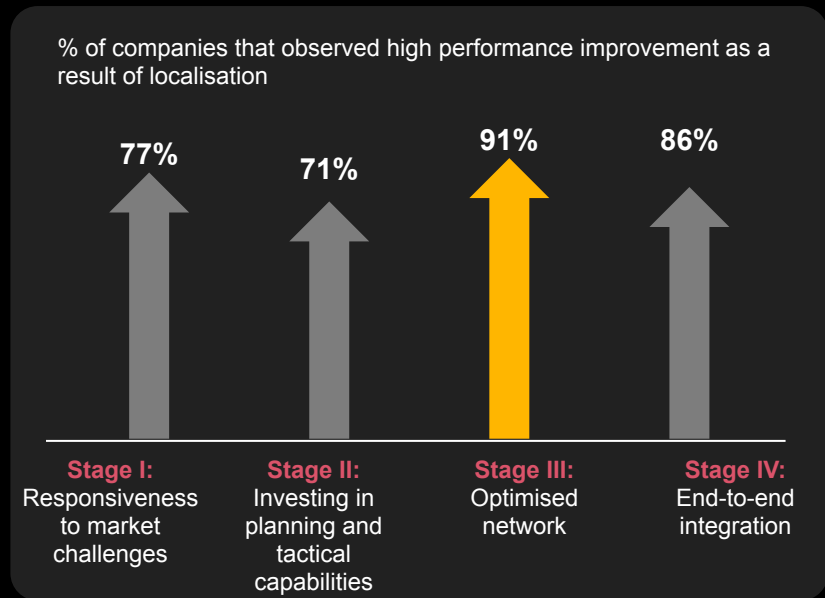 % of companies that observed high performance improvement as a
result of localisation
77%
71%
91%
86%
Stage I:
Responsiveness
to market
challenges
Stage II:
Investing in
planning and
tactical
capabilities
Stage III:
Optimised
network
Stage IV:
End-to-end
integration